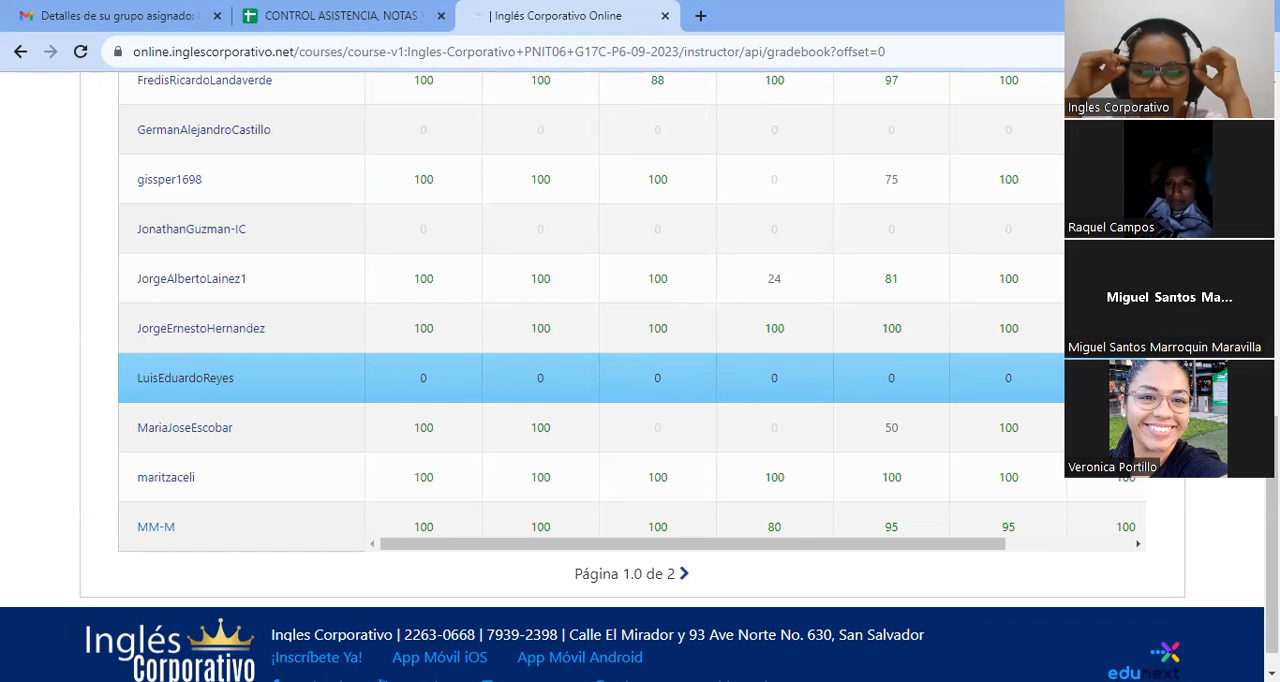 Detalles de su grupo asignado:
CONTROL ASISTENCIA, NOTAS Y
| Inglés Corporativo Online
online.inglescorporativo.net/courses/course-v1:Ingles-Corporativo+PNIT06+G17C-P6-09-2023/instructor/api/gradebook?offset=0
FredisRicardoLandaverde 100 100 88 100 97 100
GermanAlejandroCastillo 0 0 0 0 0 0
gissper1698 100 100 100 0 75 100
JonathanGuzman-IC 0 0 0 0 0 0
JorgeAlbertoLainez1 100 100 100 24 81 100
JorgeErnestoHernandez 100 100 100 100 100 100
LuisEduardoReyes 0 0 0 0 0 0
MariaJoseEscobar 100 100 0 0 50 100
maritzaceli 100 100 100 100 100 100 100
MM-M 100 100 100 80 95 95 100
Página 1.0 de 2
Inglés Corporativo
Ingles Corporativo | 2263-0668 | 7939-2398 | Calle El Mirador y 93 Ave Norte No. 630, San Salvador
¡Inscríbete Ya! App Móvil iOS App Móvil Android
edunext
Ingles Corporativo
Raquel Campos
Miguel Santos Ma...
Miguel Santos Marroquin Maravilla
Veronica Portillo